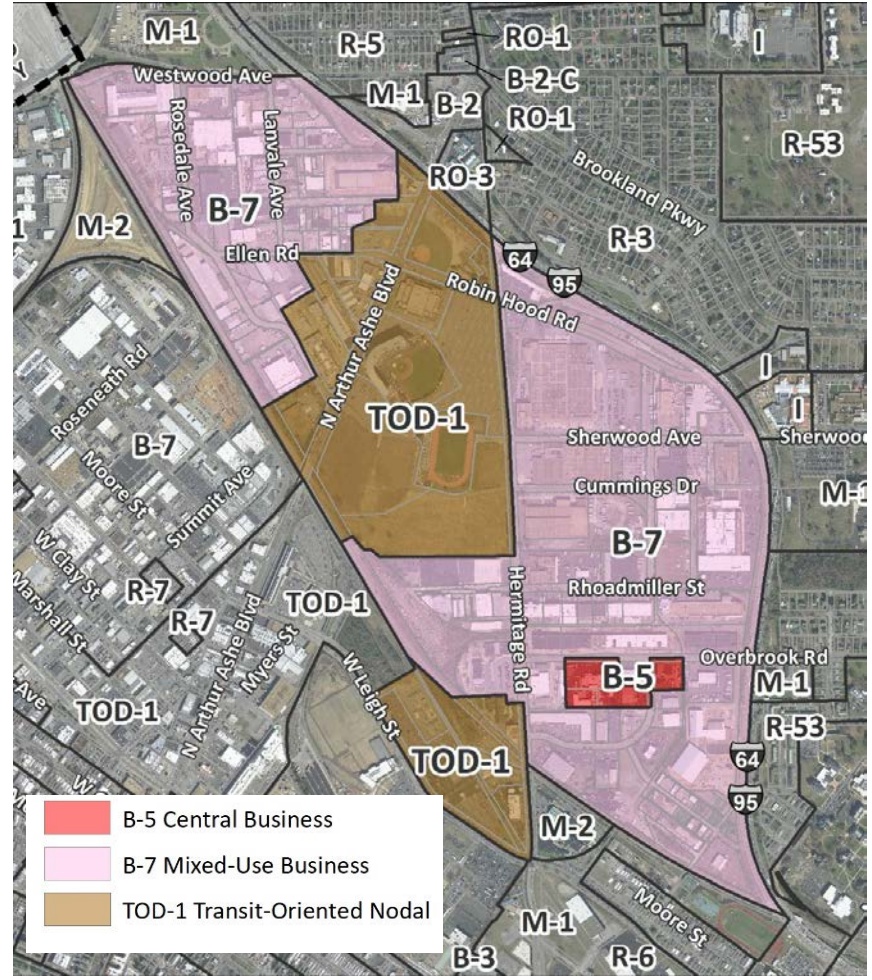 M-1
R-5
RO-1
I
B-2-C
Westwood Ave
M-1
B-2
RO-1
R-53
Rosedale Ave
Lanvale Ave
RO-3
Brookland Pkwy
B-7
M-2
R-3
Ellen Rd
64
95
Robin Hood Rd
N Arthur Ashe Blvd
Roseneath Rd
I
I
TOD-1
B-7
Sherwood Ave
Sherwoo
Moore St
Summit Ave
Cummings Dr
M-1
W Clay St
B-7
R-7
Rhoadmiller St
Marshall St
TOD-1
Hermitage Rd
R-7
N Arthur Ashe Blvd
Myers St
Overbrook Rd
B-5
M-1
W Leigh St
Ave
TOD-1
R-53
TOD-1
64
95
B-5 Central Business
B-7 Mixed-Use Business
TOD-1 Transit-Oriented Nodal
M-2
Moore St
M-1
B-3
R-6